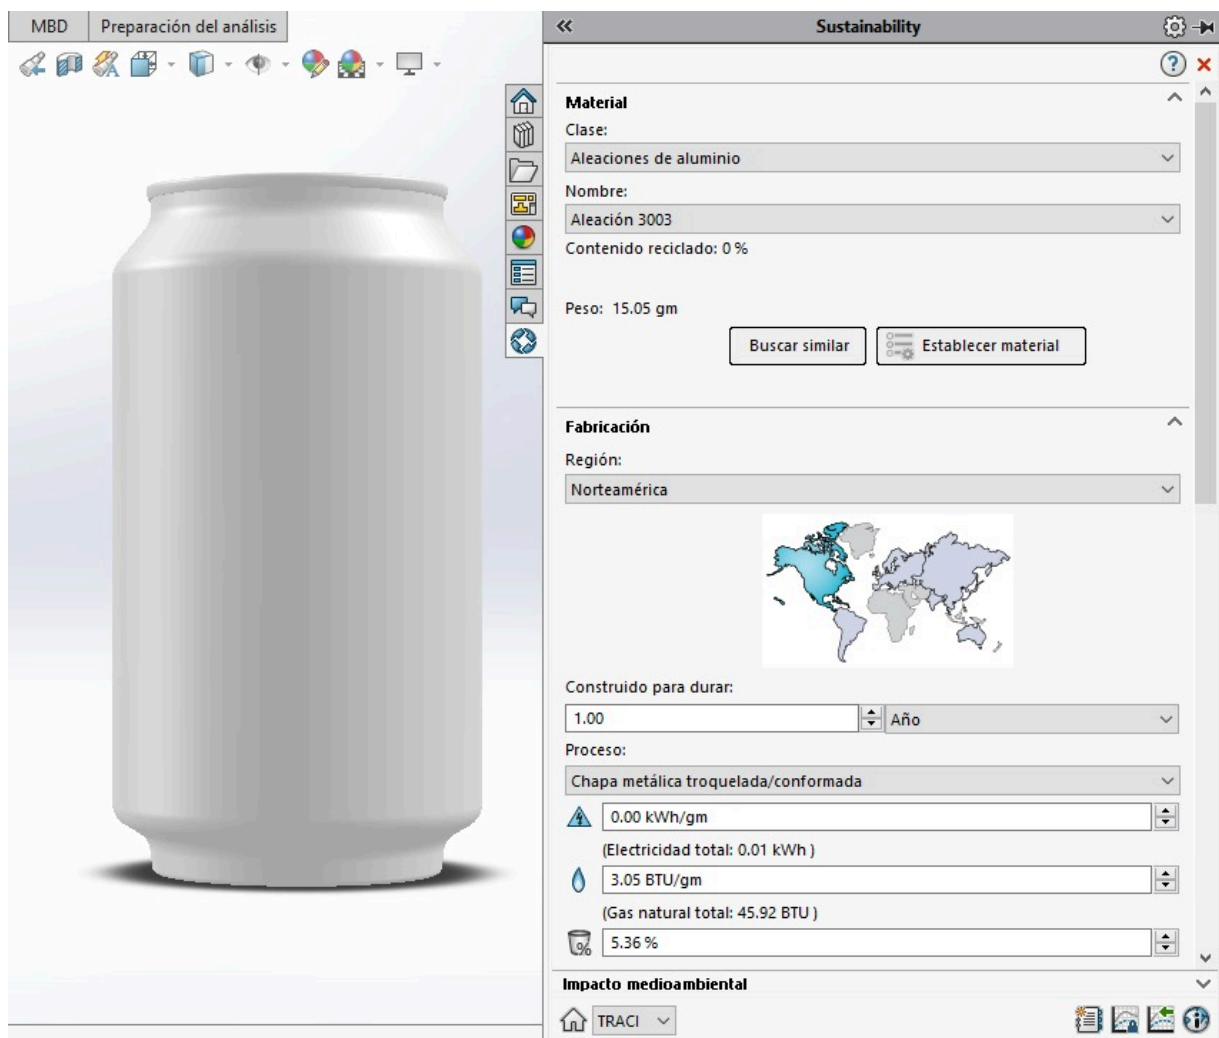 MBD Preparación del análisis
Sustainability
Material
Clase:
Aleaciones de aluminio
Nombre:
Aleación 3003
Contenido reciclado: 0 %
Peso: 15.05 gm
Buscar similar Establecer material
Fabricación
Región:
Norteamérica
Construido para durar:
1.00 Año
Proceso:
Chapa metálica troquelada/conformada
0.00 kWh/gm
(Electricidad total: 0.01 kWh )
3.05 BTU/gm
(Gas natural total: 45.92 BTU )
5.36 %
Impacto medioambiental
TRACI